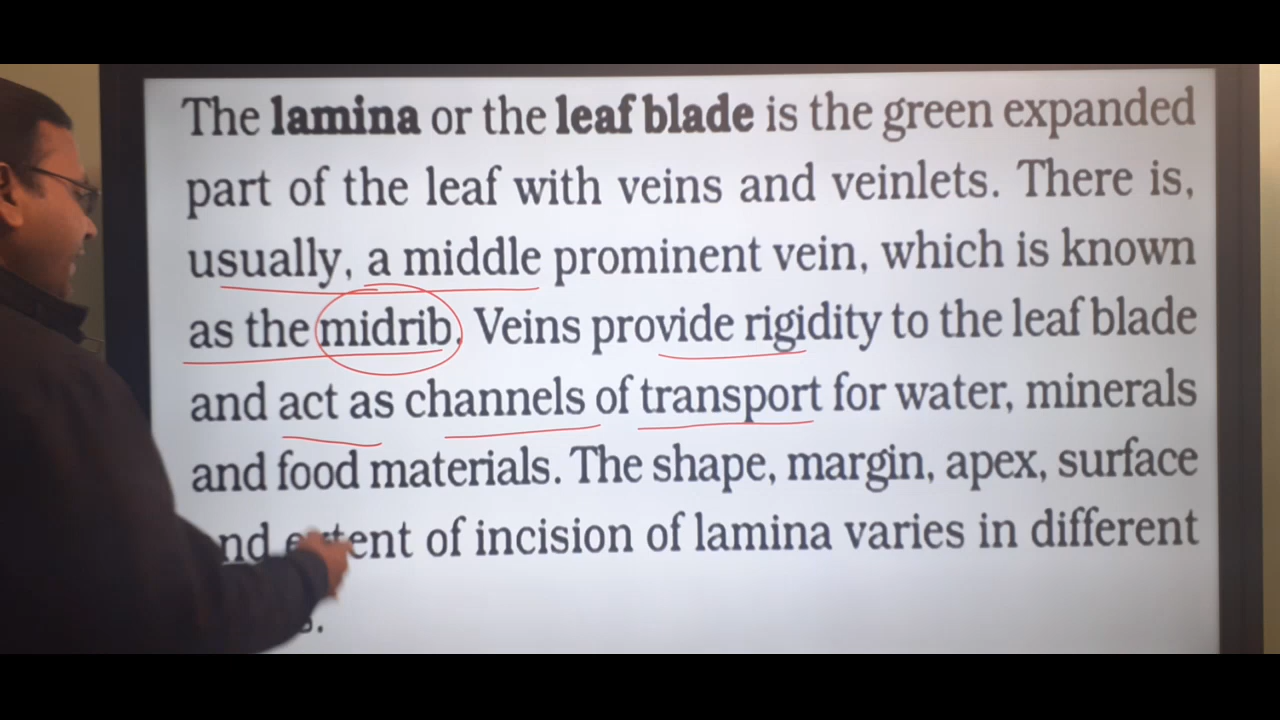 The lamina or the leaf blade is the green expanded
part of the leaf with veins and veinlets. There is,
usually, a middle prominent vein, which is known
as the midrib. Veins provide rigidity to the leaf blade
and act as channels of transport for water, minerals
and food materials. The shape, margin, apex, surface
and extent of incision of lamina varies in different